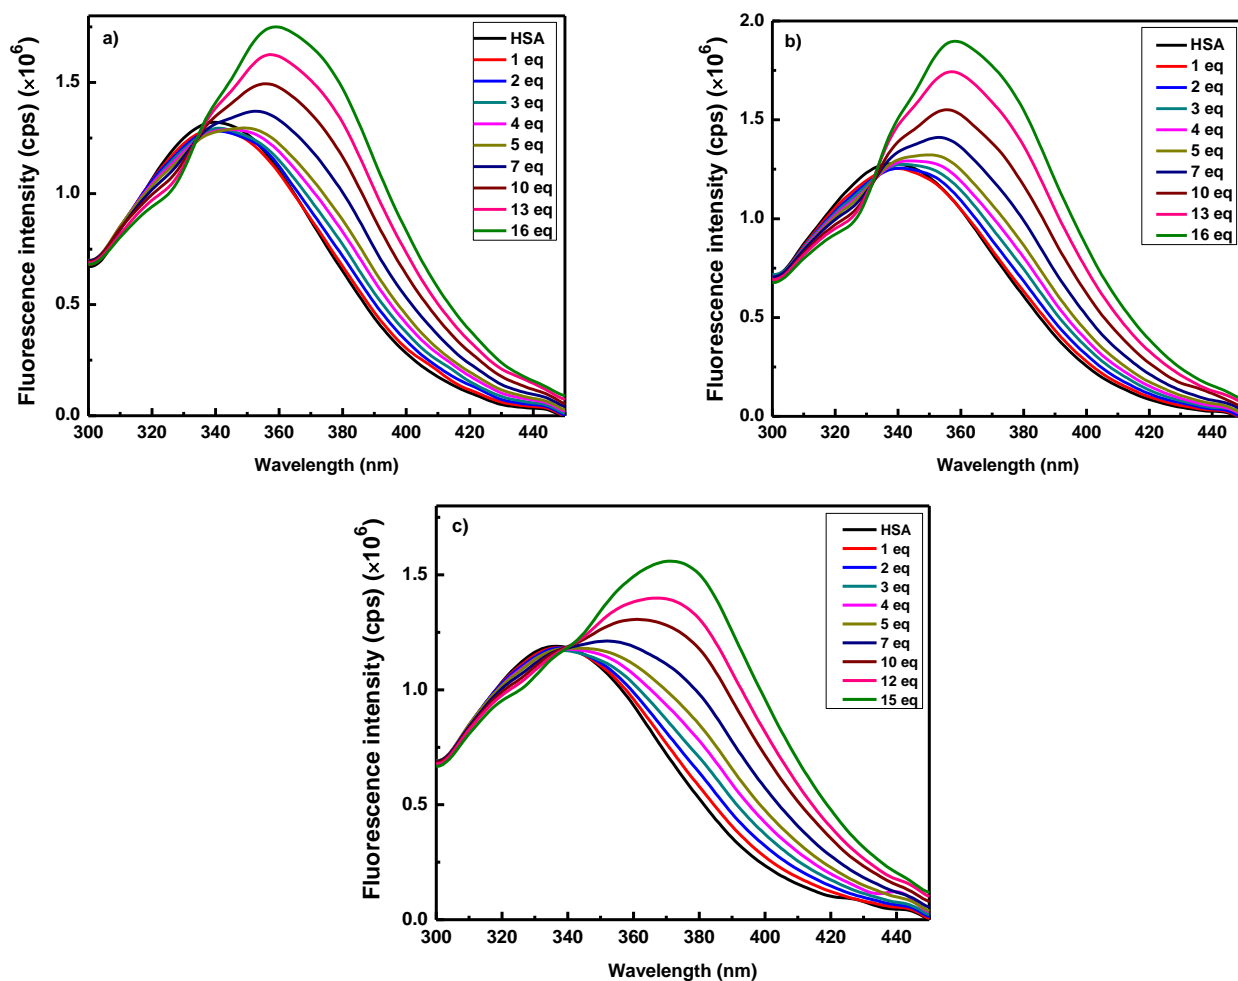 a)
Fluorescence intensity (cps) (×10⁶)
1.5
1.0
0.5
0.0
300 320 340 360 380 400 420 440
Wavelength (nm)
HSA
1 eq
2 eq
3 eq
4 eq
5 eq
7 eq
10 eq
13 eq
16 eq
b)
Fluorescence intensity (cps) (×10⁶)
2.0
1.5
1.0
0.5
0.0
300 320 340 360 380 400 420 440
Wavelength (nm)
HSA
1 eq
2 eq
3 eq
4 eq
5 eq
7 eq
10 eq
13 eq
16 eq
c)
Fluorescence intensity (cps) (×10⁶)
1.5
1.0
0.5
0.0
300 320 340 360 380 400 420 440
Wavelength (nm)
HSA
1 eq
2 eq
3 eq
4 eq
5 eq
7 eq
10 eq
12 eq
15 eq